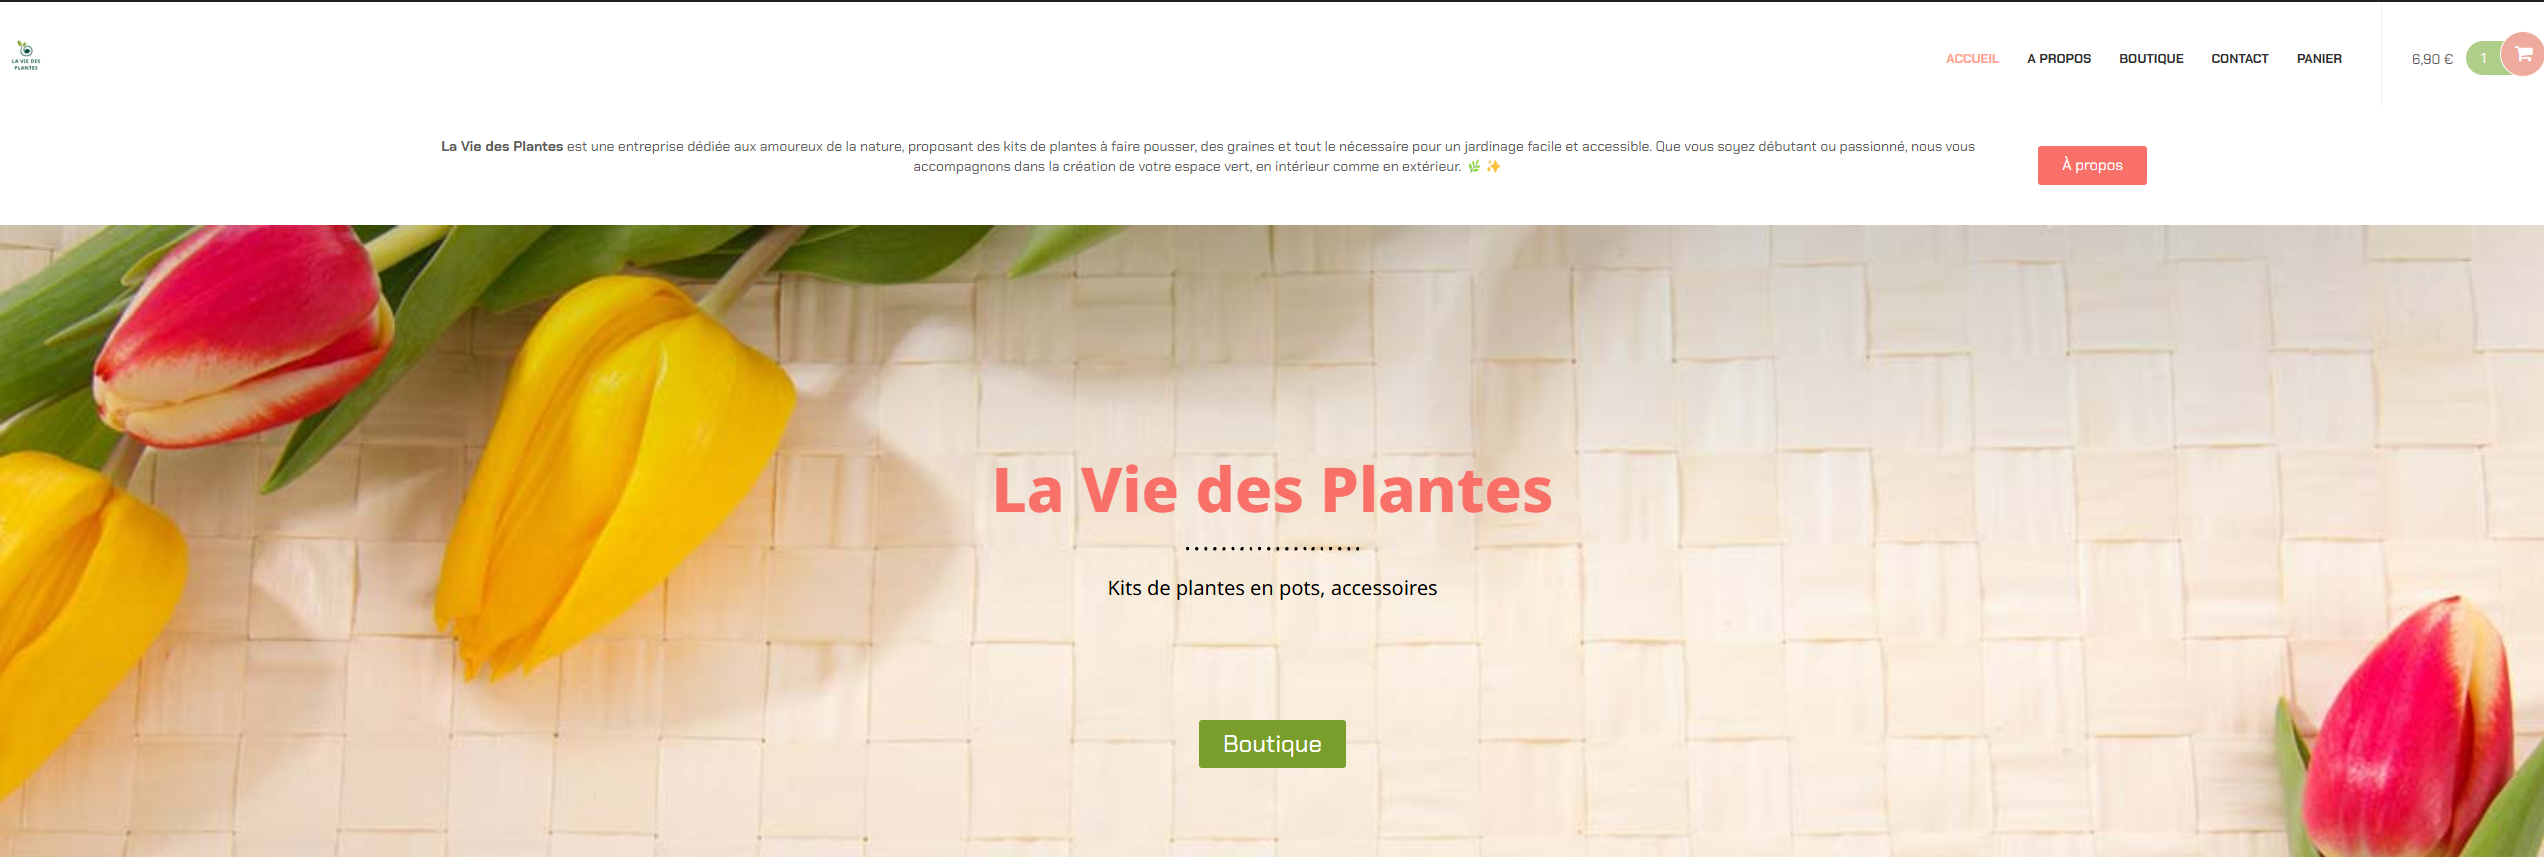 LA VIE DES
PLANTES
ACCUEIL A PROPOS BOUTIQUE CONTACT PANIER 6,90 € 1
La Vie des Plantes est une entreprise dédiée aux amoureux de la nature, proposant des kits de plantes à faire pousser, des graines et tout le nécessaire pour un jardinage facile et accessible. Que vous soyez débutant ou passionné, nous vous
accompagnons dans la création de votre espace vert, en intérieur comme en extérieur. 🌿 ✨
À propos
La Vie des Plantes
Kits de plantes en pots, accessoires
Boutique